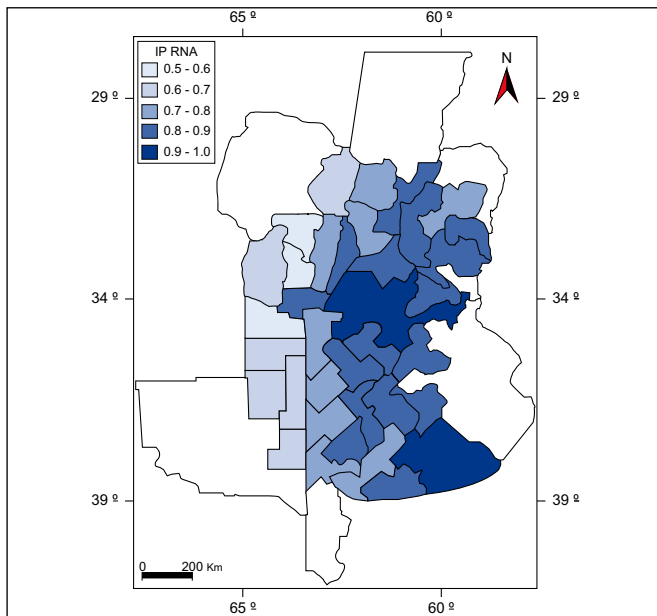 65 º 60 º
IP RNA
0.5 - 0.6
0.6 - 0.7
0.7 - 0.8
0.8 - 0.9
0.9 - 1.0
N
29 º 29 º
34 º 34 º
39 º 39 º
0 200 Km
65 º 60 º